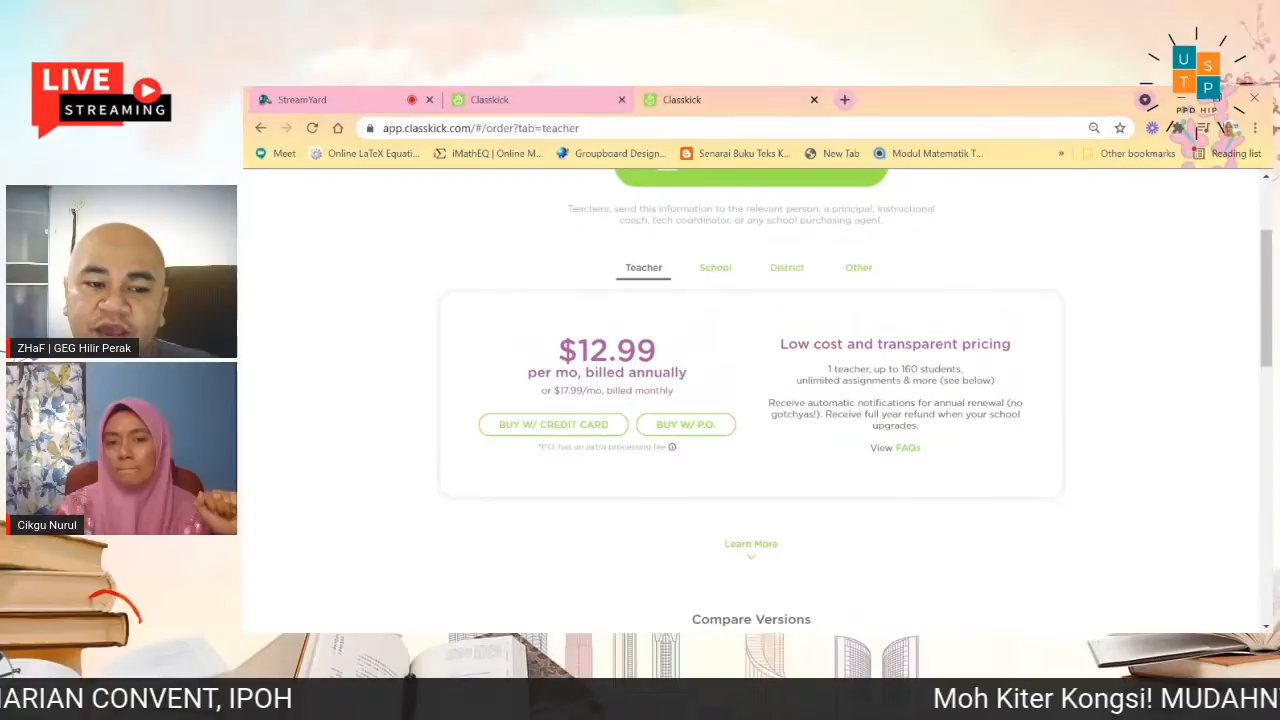 LIVE
STREAMING
U S
T P
PPD HIP
StreamYard
Classkick
Classkick
app.classkick.com/#/order?tab=teacher
Meet
Online LaTeX Equati...
iMathEQ | Online M...
Groupboard Design...
Senarai Buku Teks K...
New Tab
Modul Matematik T...
»
Other bookmarks
Reading list
Teachers, send this information to the relevant person: a principal, instructional
coach, tech coordinator, or any school purchasing agent.
Teacher School District Other
$12.99
per mo, billed annually
or $17.99/mo, billed monthly
BUY W/ CREDIT CARD BUY W/ P.O.
*P.O. has an extra processing fee
Low cost and transparent pricing
1 teacher, up to 160 students,
unlimited assignments & more (see below)
Receive automatic notifications for annual renewal (no
gotchyas!). Receive full year refund when your school
upgrades.
View FAQs
Learn More
Compare Versions
ZHaF | GEG Hilir Perak
Cikgu Nurul
ARIAN CONVENT, IPOH
Moh Kiter Kongsi! MUDAHN